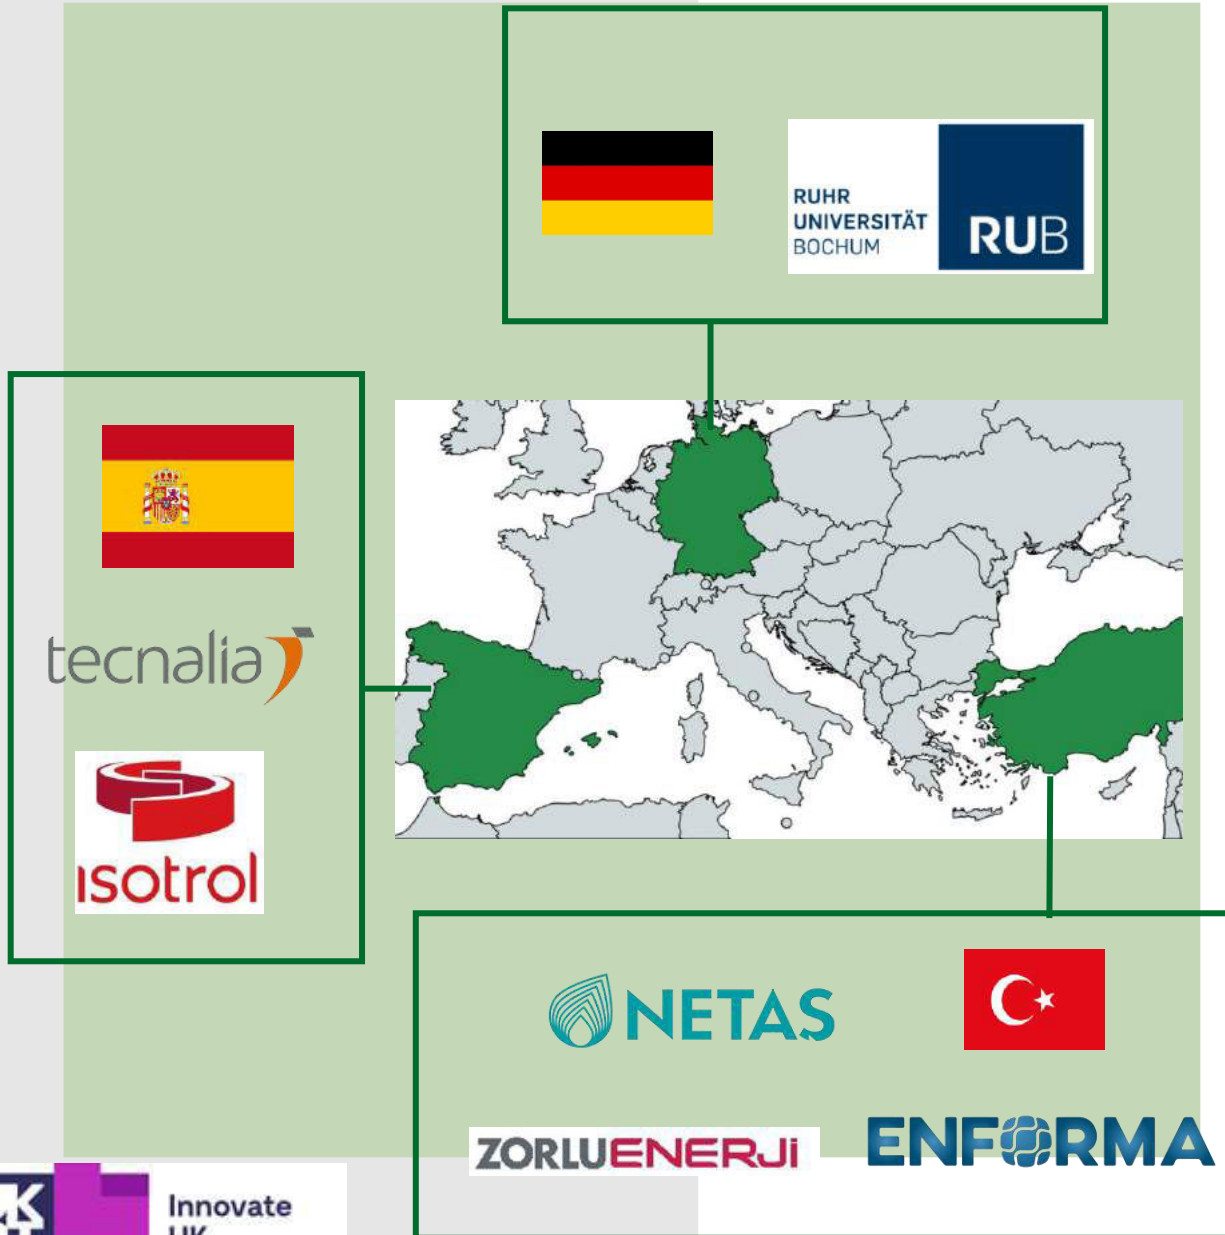 RUHR
UNIVERSITÄT
BOCHUM
RUB
tecnalia
isotrol
NETAS
ZORLUENERJi
ENFORMA
Innovate